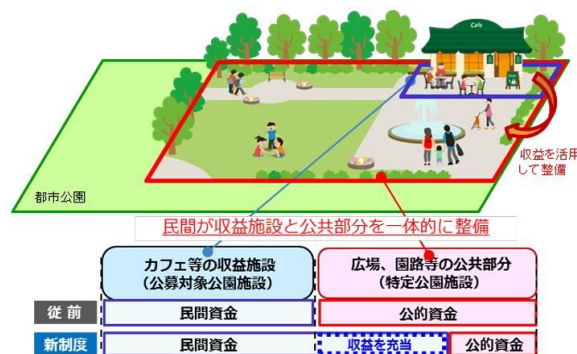 Cafe
収益を活用
して整備
都市公園
民間が収益施設と公共部分を一体的に整備
カフェ等の収益施設
(公募対象公園施設)
広場、園路等の公共部分
(特定公園施設)
従前
民間資金
公的資金
新制度
民間資金
収益を充当
公的資金